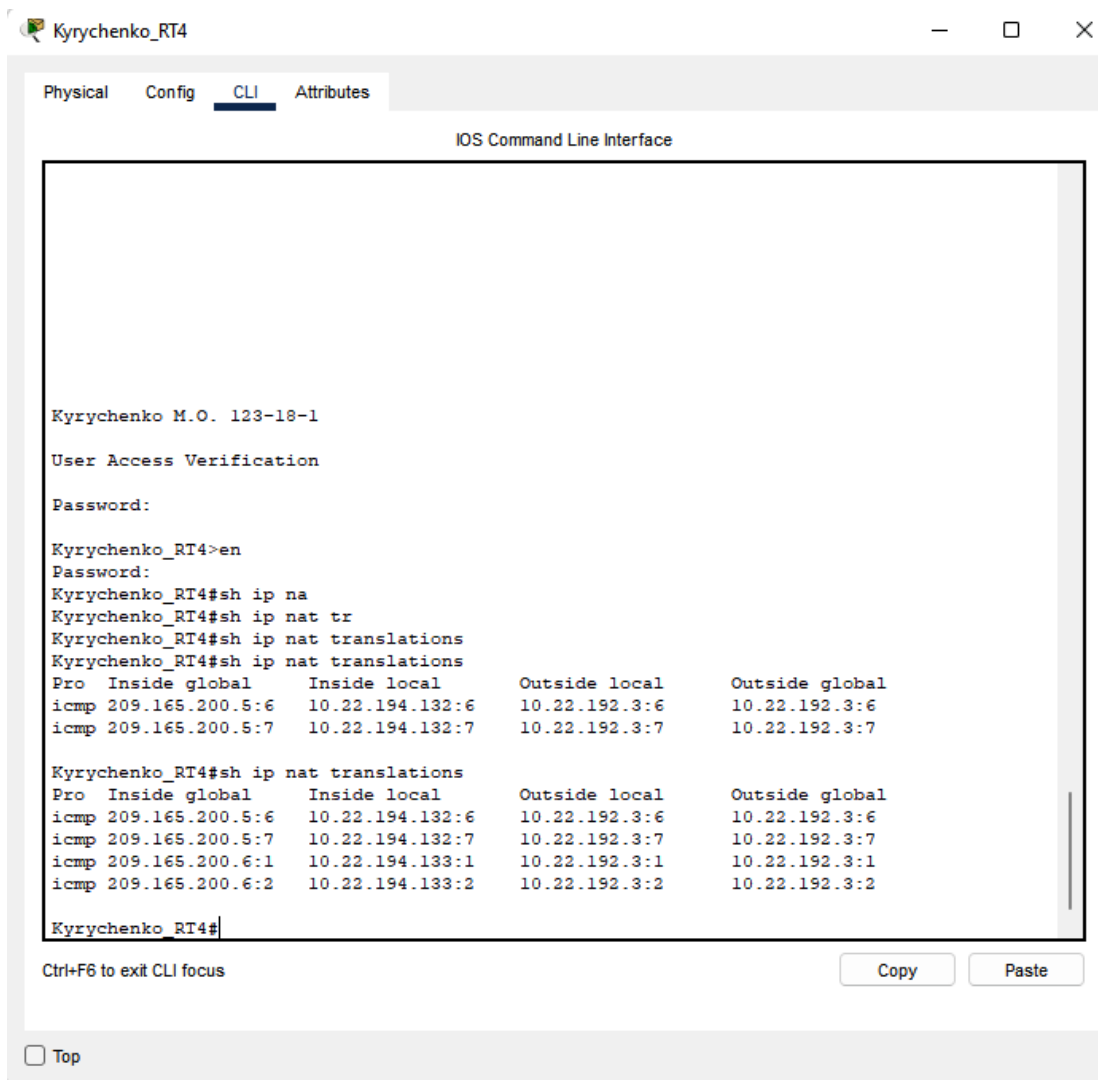 Kyrychenko_RT4
Physical Config CLI Attributes
IOS Command Line Interface
Kyrychenko M.O. 123-18-1
User Access Verification
Password:
Kyrychenko_RT4>en
Password:
Kyrychenko_RT4#sh ip na
Kyrychenko_RT4#sh ip nat tr
Kyrychenko_RT4#sh ip nat translations
Kyrychenko_RT4#sh ip nat translations
Pro Inside global Inside local Outside local Outside global
icmp 209.165.200.5:6 10.22.194.132:6 10.22.192.3:6 10.22.192.3:6
icmp 209.165.200.5:7 10.22.194.132:7 10.22.192.3:7 10.22.192.3:7
Kyrychenko_RT4#sh ip nat translations
Pro Inside global Inside local Outside local Outside global
icmp 209.165.200.5:6 10.22.194.132:6 10.22.192.3:6 10.22.192.3:6
icmp 209.165.200.5:7 10.22.194.132:7 10.22.192.3:7 10.22.192.3:7
icmp 209.165.200.6:1 10.22.194.133:1 10.22.192.3:1 10.22.192.3:1
icmp 209.165.200.6:2 10.22.194.133:2 10.22.192.3:2 10.22.192.3:2
Kyrychenko_RT4#
Ctrl+F6 to exit CLI focus Copy Paste
Top